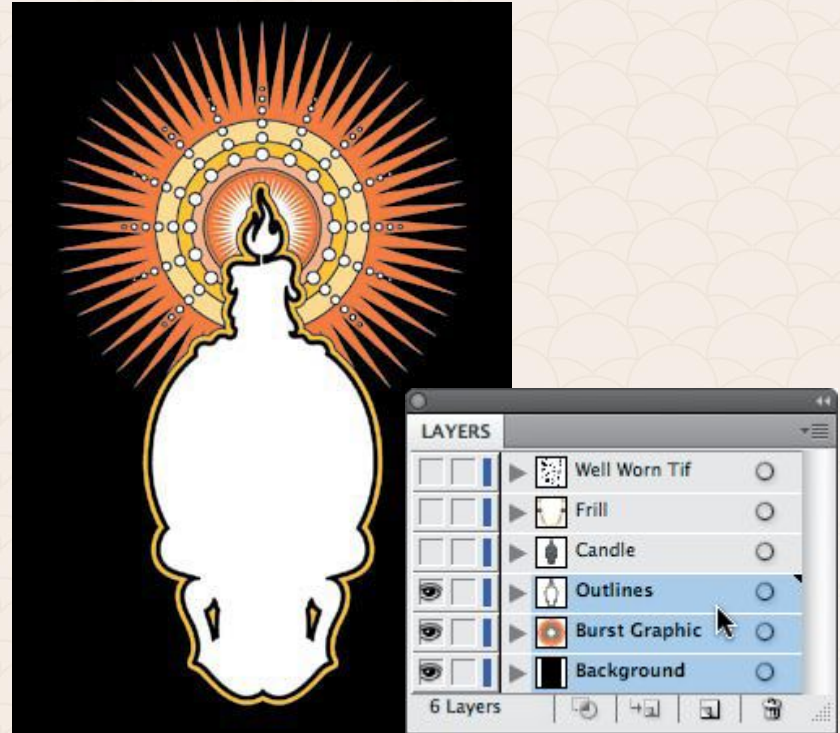 LAYERS
Well Worn Tif
Frill
Candle
Outlines
Burst Graphic
Background
6 Layers